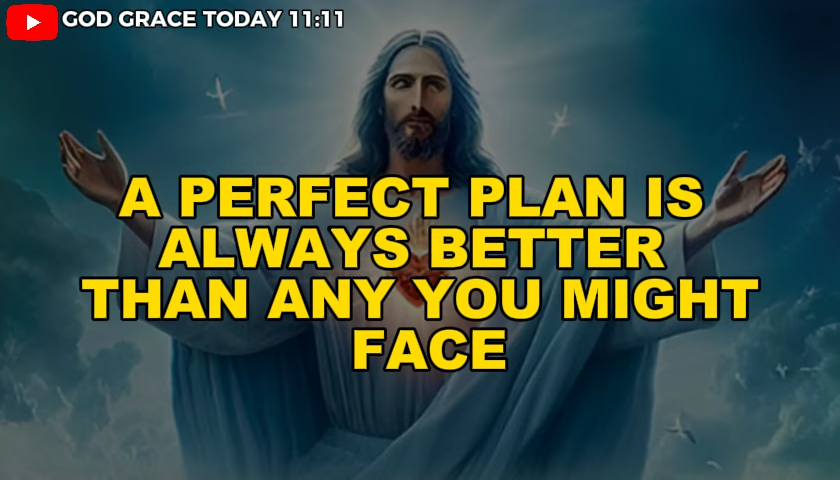 GOD GRACE TODAY 11:11
A PERFECT PLAN IS
ALWAYS BETTER
THAN ANY YOU MIGHT
FACE